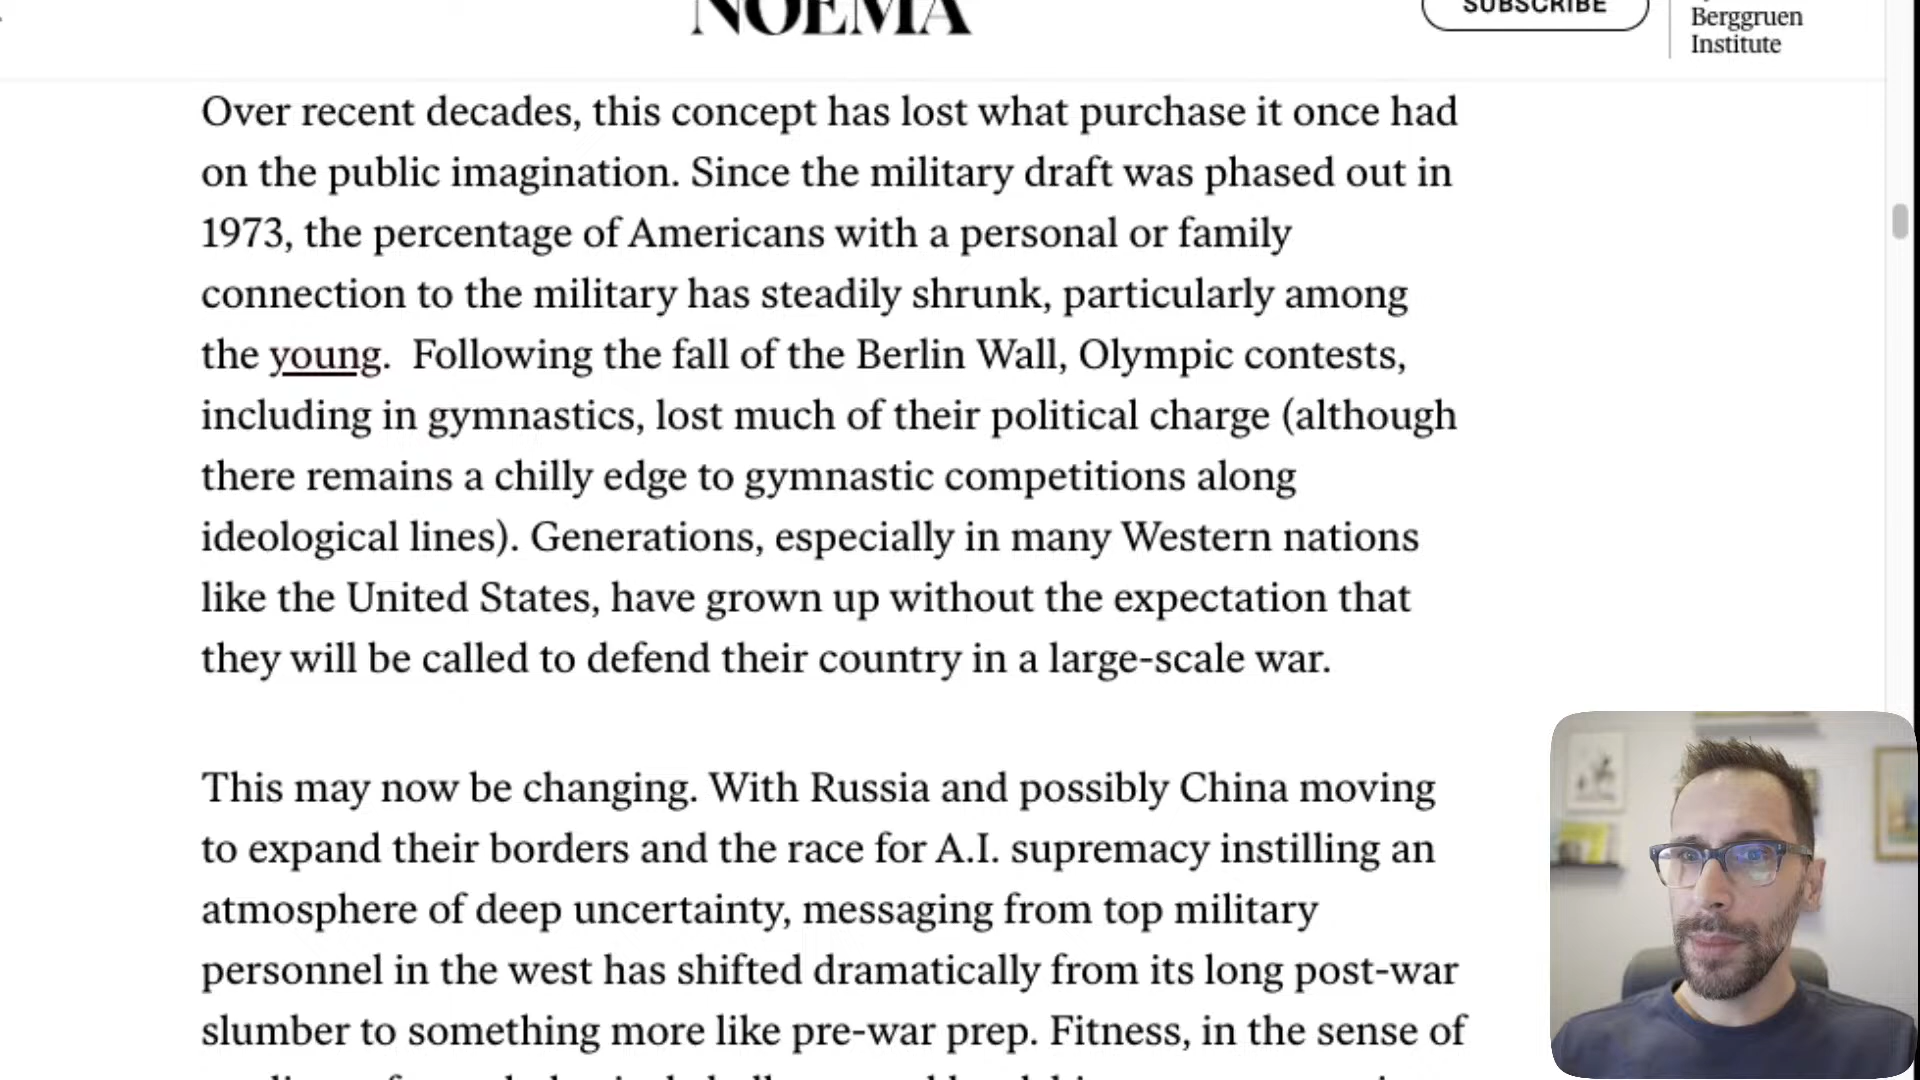 NOEMA
SUBSCRIBE
Berggruen
Institute
Over recent decades, this concept has lost what purchase it once had
on the public imagination. Since the military draft was phased out in
1973, the percentage of Americans with a personal or family
connection to the military has steadily shrunk, particularly among
the young.  Following the fall of the Berlin Wall, Olympic contests,
including in gymnastics, lost much of their political charge (although
there remains a chilly edge to gymnastic competitions along
ideological lines). Generations, especially in many Western nations
like the United States, have grown up without the expectation that
they will be called to defend their country in a large-scale war.
This may now be changing. With Russia and possibly China moving
to expand their borders and the race for A.I. supremacy instilling an
atmosphere of deep uncertainty, messaging from top military
personnel in the west has shifted dramatically from its long post-war
slumber to something more like pre-war prep. Fitness, in the sense of